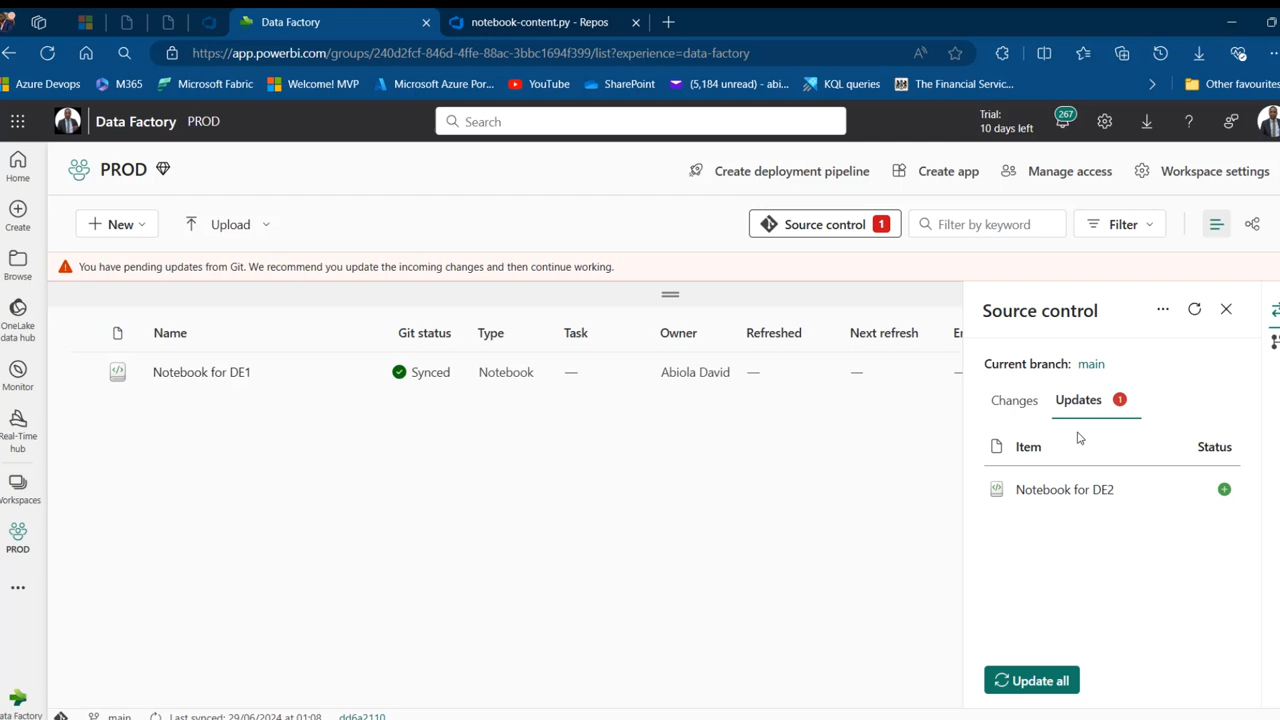 Data Factory
notebook-content.py - Repos
https://app.powerbi.com/groups/240d2fcf-846d-4ffe-88ac-3bbc1694f399/list?experience=data-factory
Azure Devops
M365
Microsoft Fabric
Welcome! MVP
Microsoft Azure Por...
YouTube
SharePoint
(5,184 unread) - abi...
KQL queries
The Financial Servic...
Other favourites
Data Factory
PROD
Search
Trial:
10 days left
267
Home
Create
Browse
OneLake
data hub
Monitor
Real-Time
hub
Workspaces
PROD
...
Data Factory
PROD
Create deployment pipeline
Create app
Manage access
Workspace settings
New
Upload
Source control 1
Filter by keyword
Filter
You have pending updates from Git. We recommend you update the incoming changes and then continue working.
Name
Git status
Type
Task
Owner
Refreshed
Next refresh
Notebook for DE1
Synced
Notebook
—
Abiola David
—
—
—
Source control
Current branch: main
Changes
Updates 1
Item
Status
Notebook for DE2
Update all
main
Last synced: 29/06/2024 at 01:08
dd6a2110